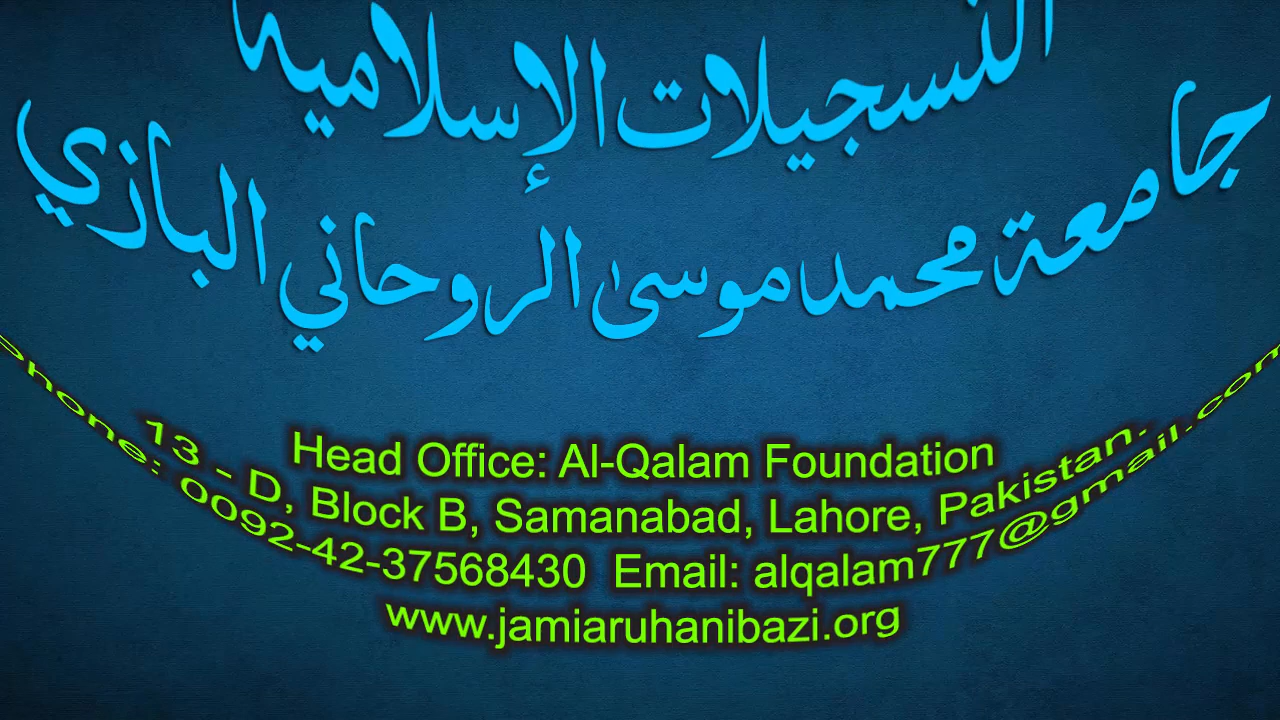 التسجيلات الإسلامية
جامعة محمد موسىٰ الروحاني البازي
Head Office: Al-Qalam Foundation
13 - D, Block B, Samanabad, Lahore, Pakistan.
Phone: 0092-42-37568430 Email: alqalam777@gmail.com
www.jamiaruhanibazi.org